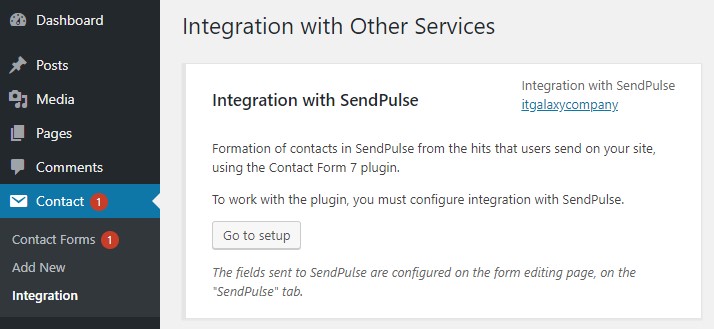 Dashboard
Posts
Media
Pages
Comments
Contact 1
Contact Forms 1
Add New
Integration
Integration with Other Services
Integration with SendPulse
Integration with SendPulse
itgalaxycompany
Formation of contacts in SendPulse from the hits that users send on your site,
using the Contact Form 7 plugin.
To work with the plugin, you must configure integration with SendPulse.
Go to setup
The fields sent to SendPulse are configured on the form editing page, on the
"SendPulse" tab.